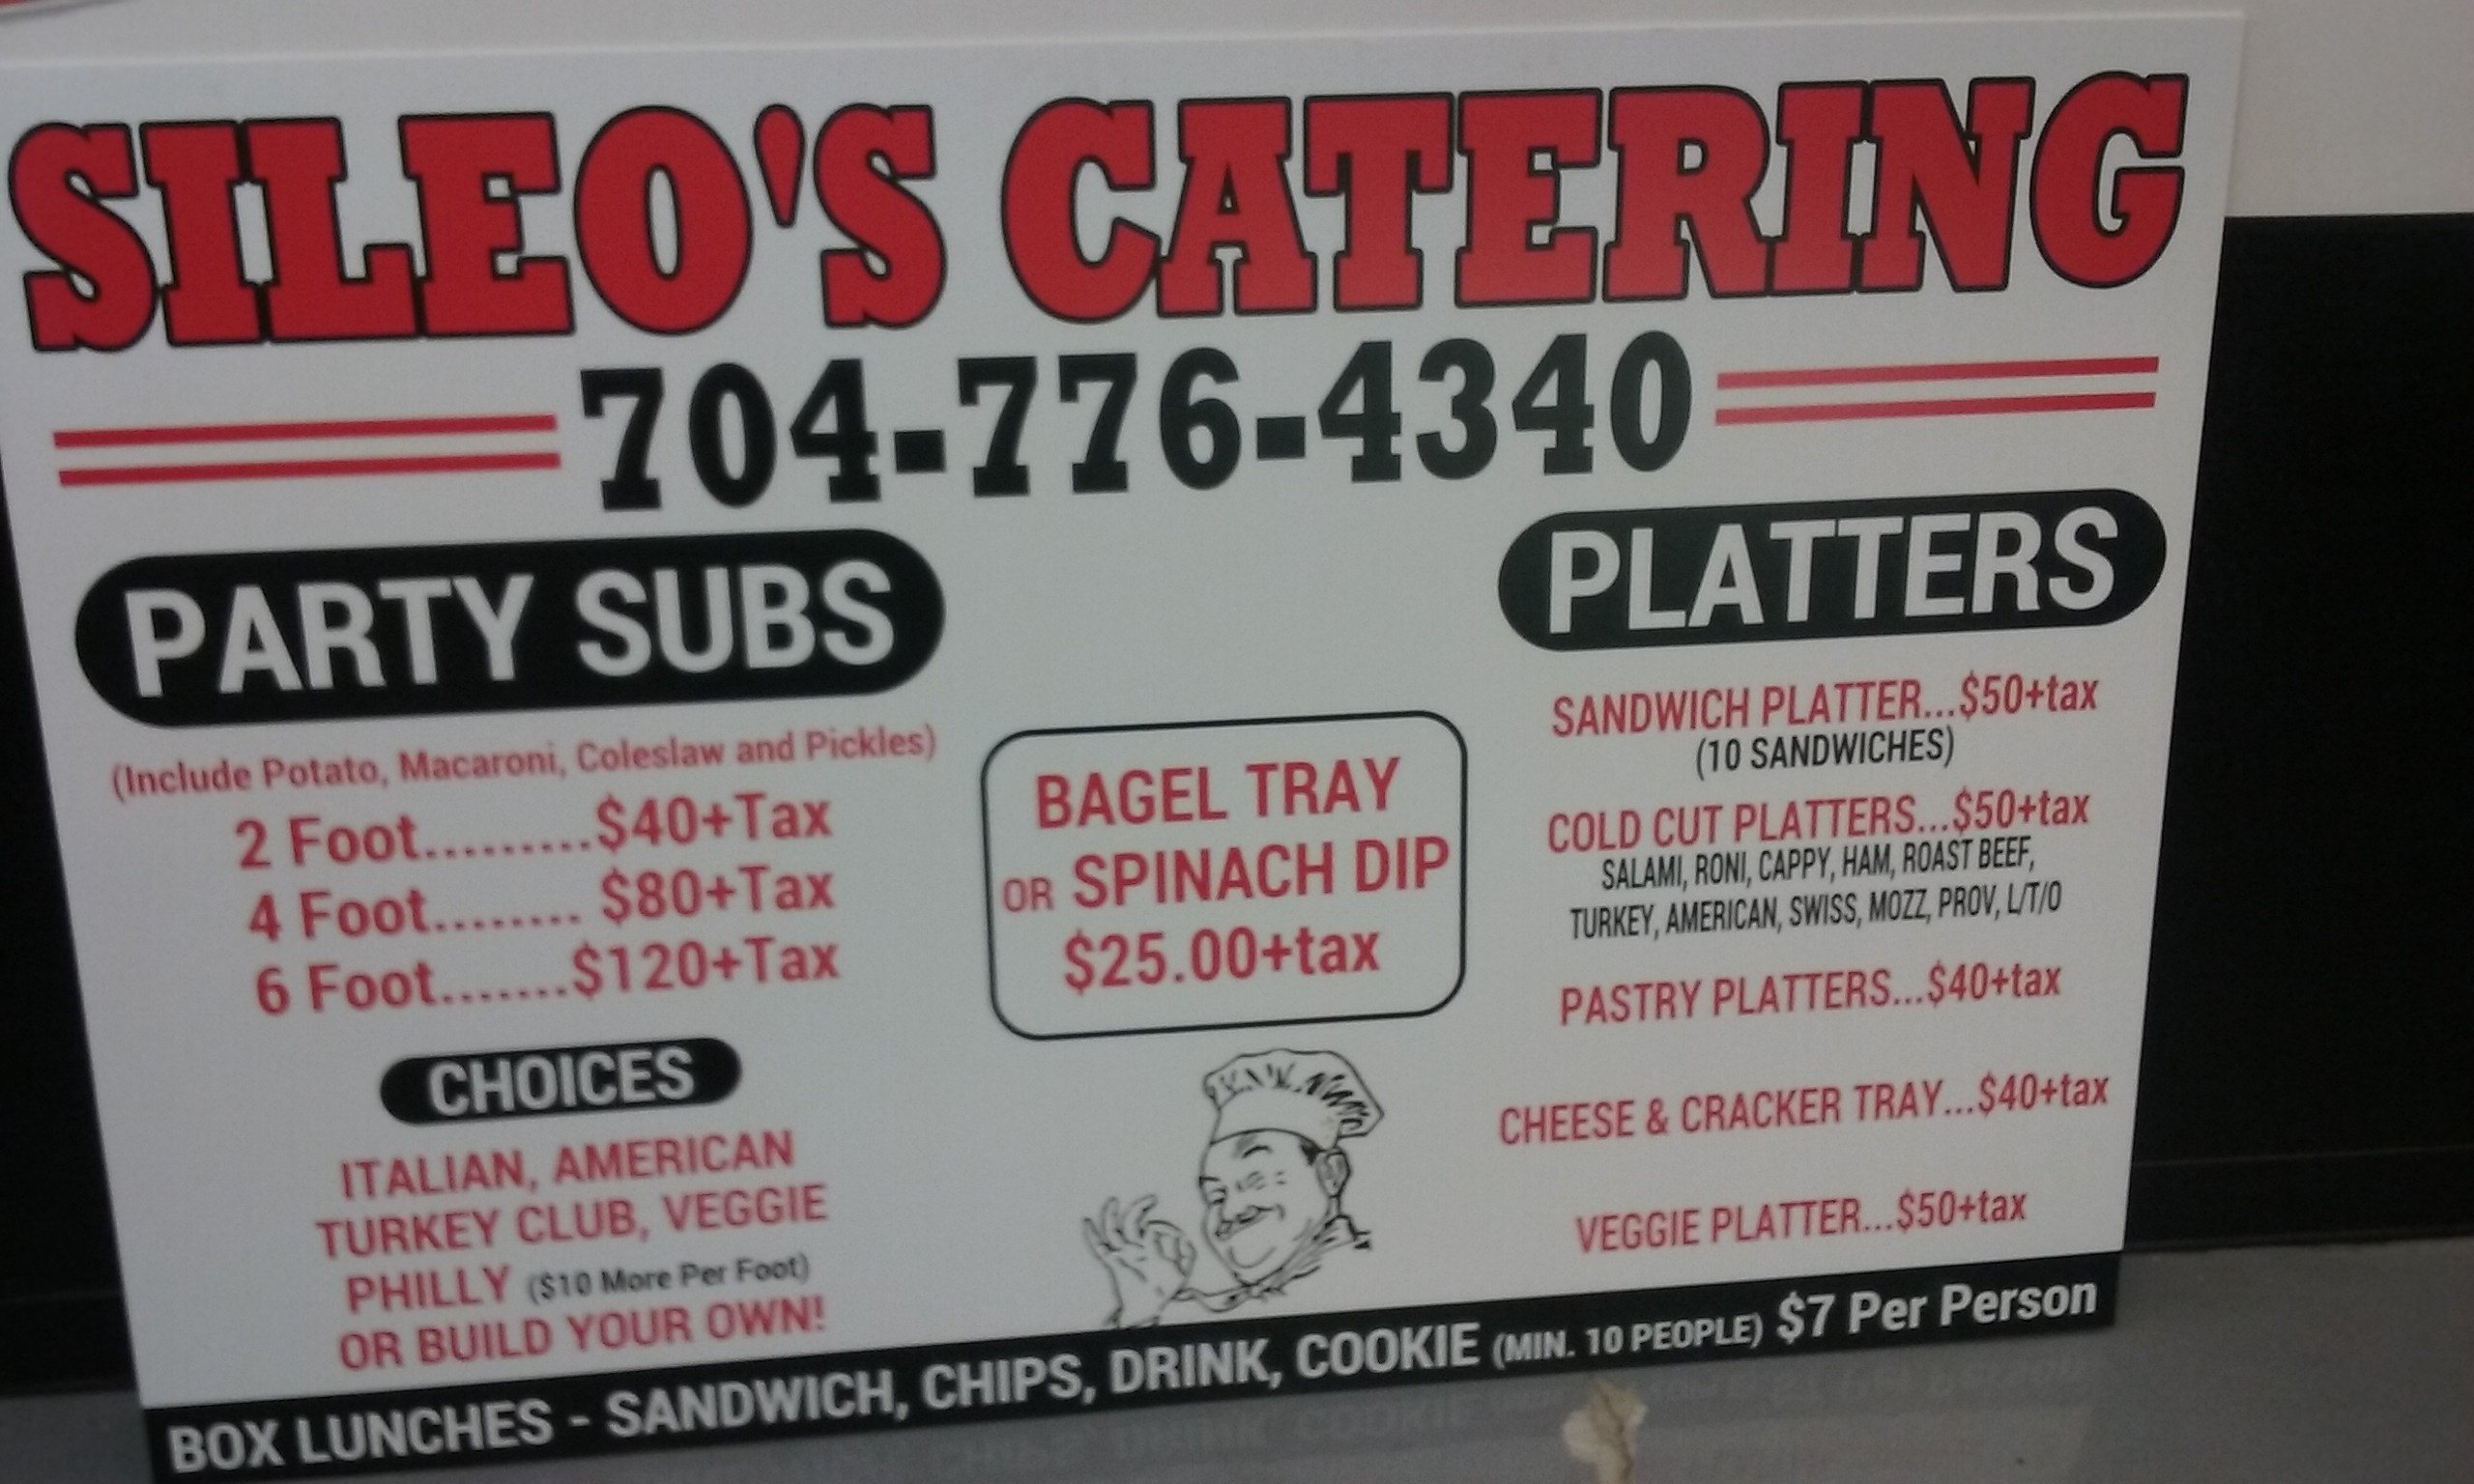 SILEO'S CATERING
704-776-4340
PARTY SUBS
(Include Potato, Macaroni, Coleslaw and Pickles)
2 Foot.........$40+Tax
4 Foot........ $80+Tax
6 Foot.......$120+Tax
CHOICES
ITALIAN, AMERICAN
TURKEY CLUB, VEGGIE
PHILLY ($10 More Per Foot)
OR BUILD YOUR OWN!
BAGEL TRAY
OR SPINACH DIP
$25.00+tax
PLATTERS
SANDWICH PLATTER...$50+tax
(10 SANDWICHES)
COLD CUT PLATTERS...$50+tax
SALAMI, RONI, CAPPY, HAM, ROAST BEEF,
TURKEY, AMERICAN, SWISS, MOZZ, PROV, L/T/O
PASTRY PLATTERS...$40+tax
CHEESE & CRACKER TRAY...$40+tax
VEGGIE PLATTER...$50+tax
BOX LUNCHES - SANDWICH, CHIPS, DRINK, COOKIE (MIN. 10 PEOPLE) $7 Per Person